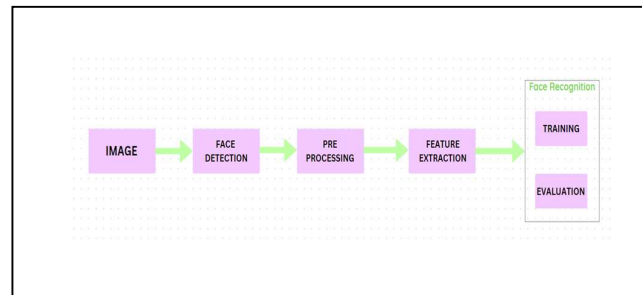 IMAGE
FACE
DETECTION
PRE
PROCESSING
FEATURE
EXTRACTION
Face Recognition
TRAINING
EVALUATION